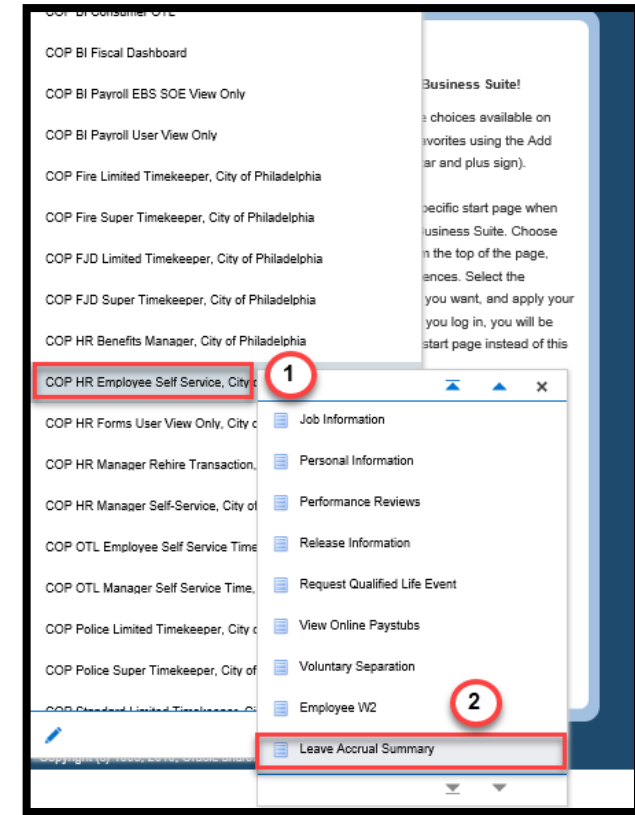 COP BI Consumer OTL
COP BI Fiscal Dashboard
COP BI Payroll EBS SOE View Only
COP BI Payroll User View Only
COP Fire Limited Timekeeper, City of Philadelphia
COP Fire Super Timekeeper, City of Philadelphia
COP FJD Limited Timekeeper, City of Philadelphia
COP FJD Super Timekeeper, City of Philadelphia
COP HR Benefits Manager, City of Philadelphia
COP HR Employee Self Service, City
COP HR Forms User View Only, City
COP HR Manager Rehire Transaction,
COP HR Manager Self-Service, City of
COP OTL Employee Self Service Time
COP OTL Manager Self Service Time,
COP Police Limited Timekeeper, City
COP Police Super Timekeeper, City of
COP Standard Limited Timekeeper,
Business Suite!
choices available on
avorites using the Add
ar and plus sign).
pecific start page when
usiness Suite. Choose
the top of the page,
ences. Select the
you want, and apply your
you log in, you will be
start page instead of this
1
Job Information
Personal Information
Performance Reviews
Release Information
Request Qualified Life Event
View Online Paystubs
Voluntary Separation
Employee W2
2
Leave Accrual Summary